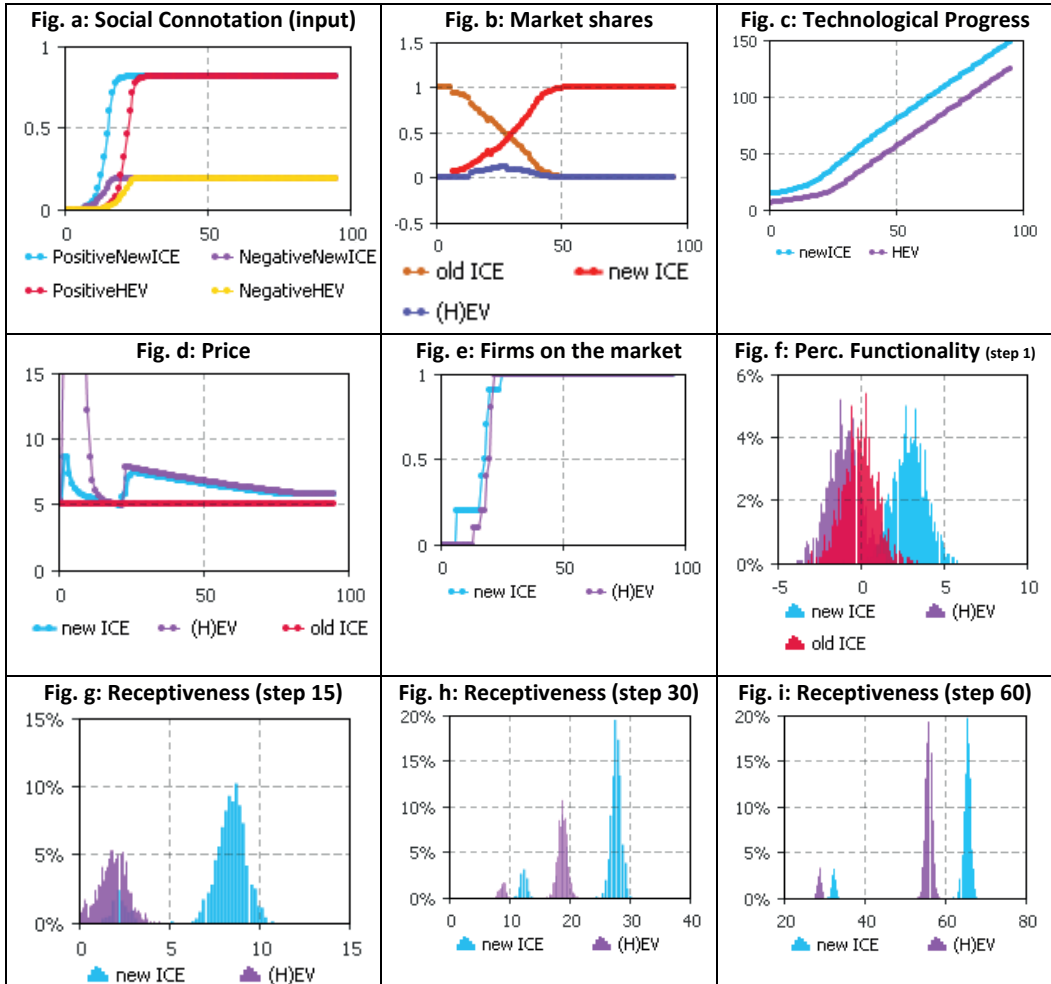 Fig. a: Social Connotation (input)
1
0.5
0
0 50 100
PositiveNewICE NegativeNewICE
PositiveHEV NegativeHEV
Fig. b: Market shares
1.5
1
0.5
0
-0.5
0 50 100
old ICE new ICE
(H)EV
Fig. c: Technological Progress
150
100
50
0
0 50 100
newICE HEV
Fig. d: Price
15
10
5
0
0 50 100
new ICE (H)EV old ICE
Fig. e: Firms on the market
1
0.5
0
0 50 100
new ICE (H)EV
Fig. f: Perc. Functionality (step 1)
6%
4%
2%
0%
-5 0 5 10
new ICE (H)EV
old ICE
Fig. g: Receptiveness (step 15)
15%
10%
5%
0%
0 5 10 15
new ICE (H)EV
Fig. h: Receptiveness (step 30)
20%
15%
10%
5%
0%
0 10 20 30 40
new ICE (H)EV
Fig. i: Receptiveness (step 60)
20%
15%
10%
5%
0%
20 40 60 80
new ICE (H)EV